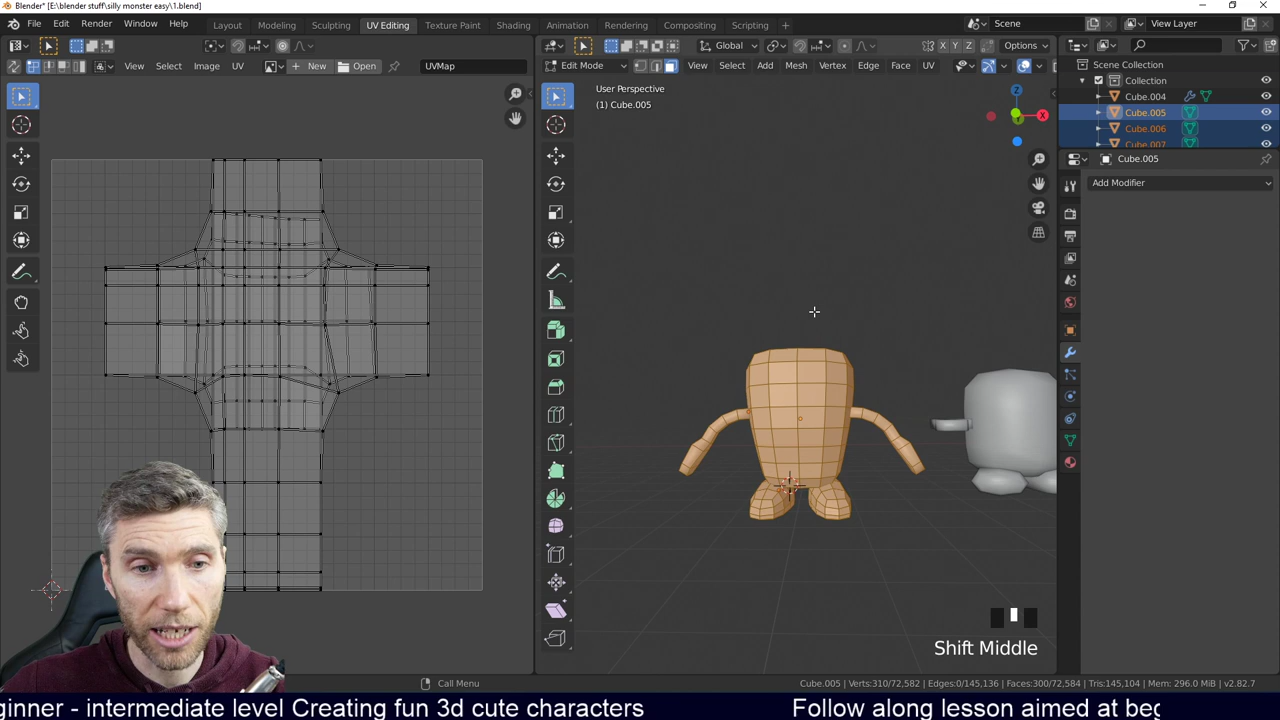 Blender* [E:\blender stuff\silly monster easy\1.blend]
File Edit Render Window Help Layout Modeling Sculpting UV Editing Texture Paint Shading Animation Rendering Compositing Scripting + Scene View Layer
Global X Y Z Options
View Select Image UV New Open UVMap Edit Mode View Select Add Mesh Vertex Edge Face UV
Scene Collection
Collection
Cube.004
Cube.005
Cube.006
Cube.007
User Perspective
(1) Cube.005
Z
X
Y
Cube.005
Add Modifier
Shift Middle
Call Menu
Cube.005 | Verts:310/72,582 | Edges:0/145,136 | Faces:300/72,584 | Tris:145,104 | Mem: 296.0 MiB | v2.82.7
ginner - intermediate level Creating fun 3d cute characters Follow along lesson aimed at bec